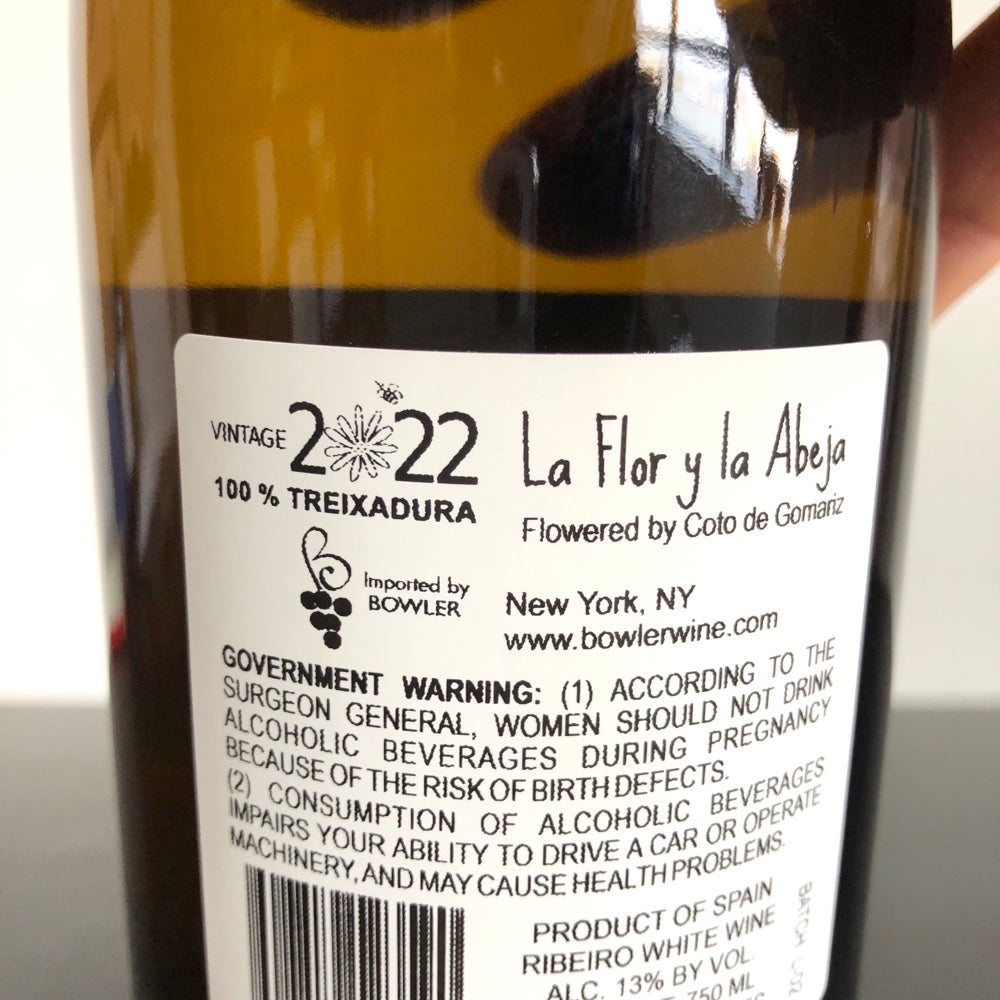 VINTAGE 2022
100 % TREIXADURA
La Flor y la Abeja
Flowered by Coto de Gomariz
Imported by
BOWLER
New York, NY
www.bowlerwine.com
GOVERNMENT WARNING: (1) ACCORDING TO THE
SURGEON GENERAL, WOMEN SHOULD NOT DRINK
ALCOHOLIC BEVERAGES DURING PREGNANCY
BECAUSE OF THE RISK OF BIRTH DEFECTS.
(2) CONSUMPTION OF ALCOHOLIC BEVERAGES
IMPAIRS YOUR ABILITY TO DRIVE A CAR OR OPERATE
MACHINERY, AND MAY CAUSE HEALTH PROBLEMS.
PRODUCT OF SPAIN
RIBEIRO WHITE WINE
ALC. 13% BY VOL.
750 ML
BATCH